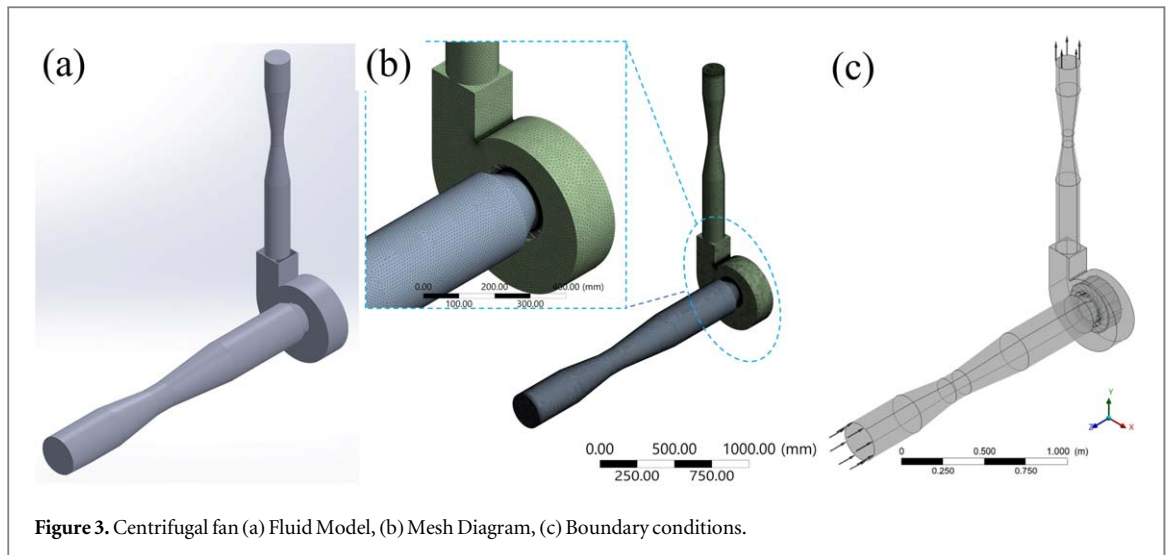 (a)
(b)
(c)
0.00 200.00 400.00 (mm)
100.00 300.00
0.00 500.00 1000.00 (mm)
250.00 750.00
Y
Z X
0 0.500 1.000 (m)
0.250 0.750
Figure 3. Centrifugal fan (a) Fluid Model, (b) Mesh Diagram, (c) Boundary conditions.